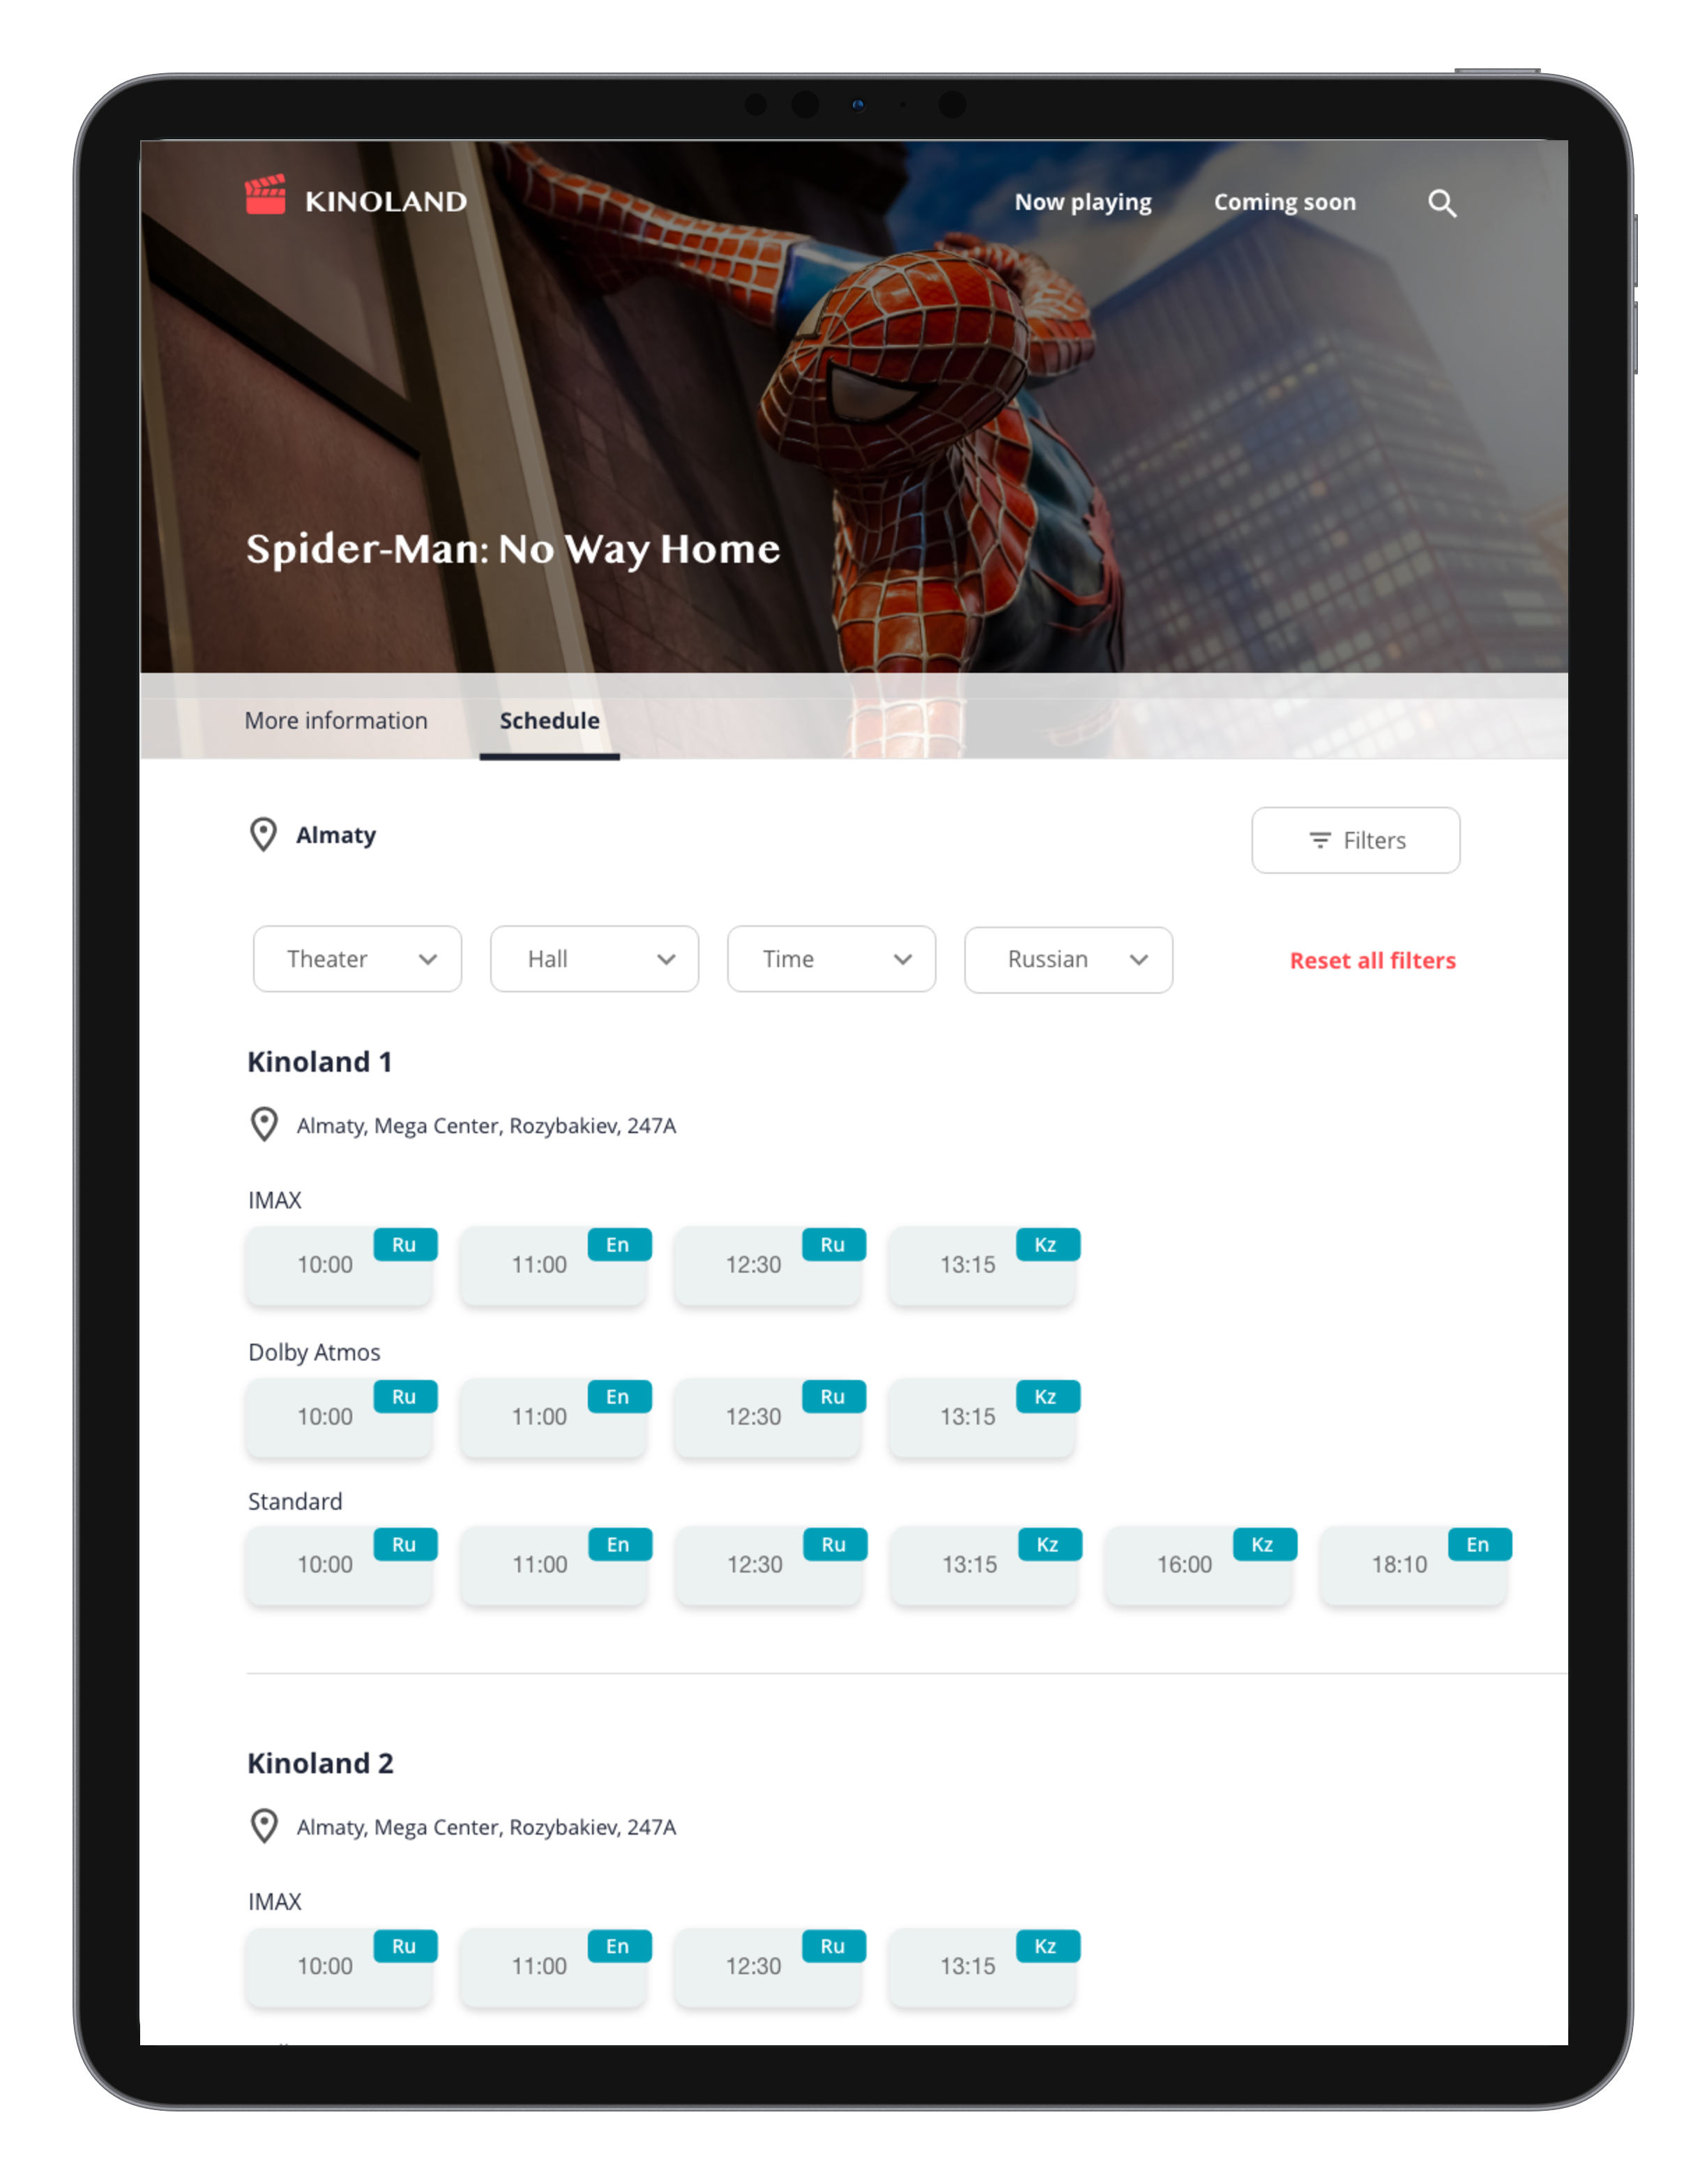 KINOLAND
Now playing Coming soon
Spider-Man: No Way Home
More information Schedule
Almaty
Filters
Theater Hall Time Russian Reset all filters
Kinoland 1
Almaty, Mega Center, Rozybakiev, 247A
IMAX
10:00 Ru 11:00 En 12:30 Ru 13:15 Kz
Dolby Atmos
10:00 Ru 11:00 En 12:30 Ru 13:15 Kz
Standard
10:00 Ru 11:00 En 12:30 Ru 13:15 Kz 16:00 Kz 18:10 En
Kinoland 2
Almaty, Mega Center, Rozybakiev, 247A
IMAX
10:00 Ru 11:00 En 12:30 Ru 13:15 Kz